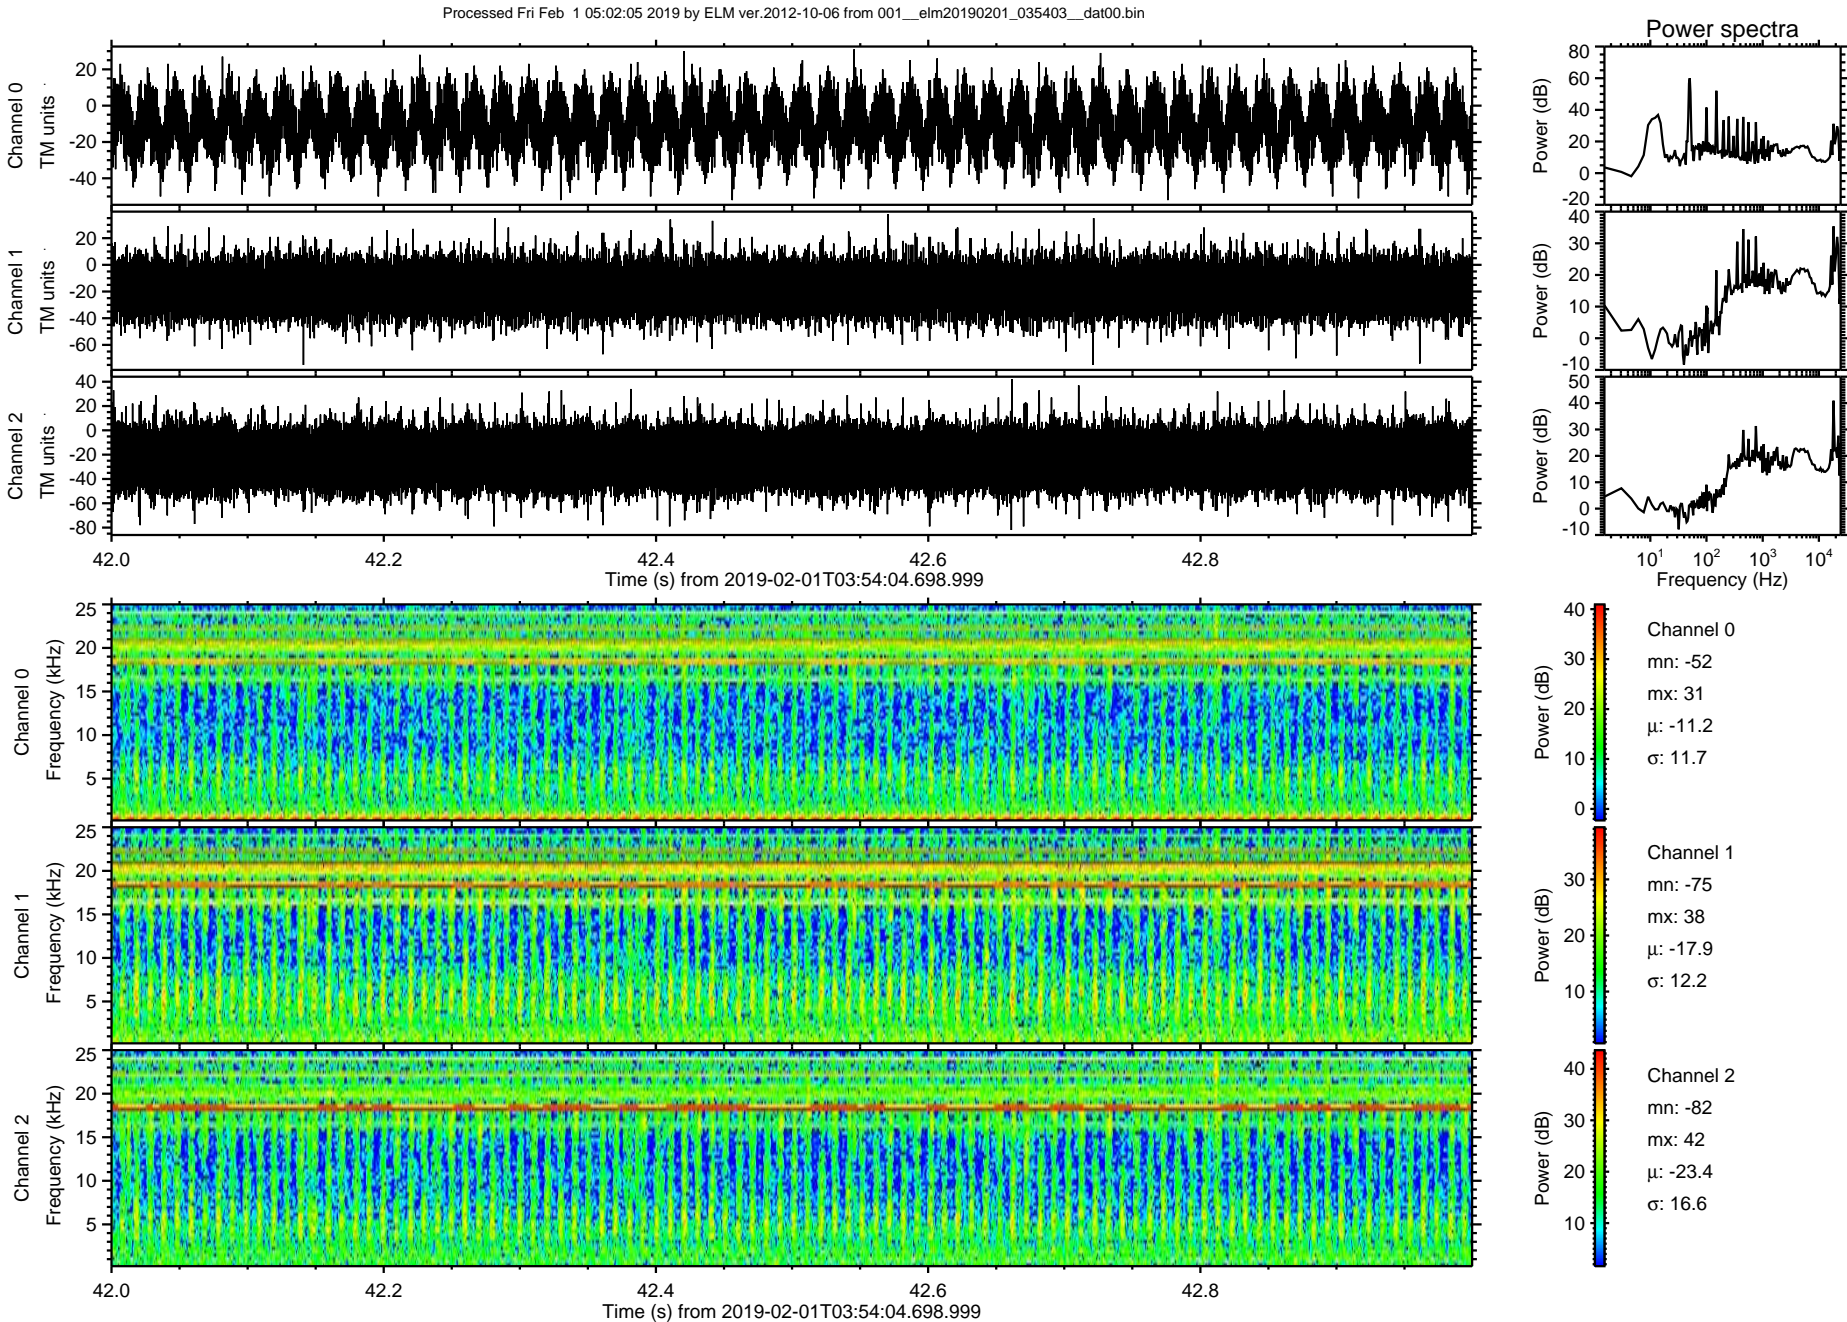 Processed Fri Feb  1 05:02:05 2019 by ELM ver.2012-10-06 from 001__elm20190201_035403__dat00.bin
Power spectra
Channel 0
TM units
20
0
-20
-40
Power (dB)
80
60
40
20
0
-20
Channel 1
TM units
20
0
-20
-40
-60
Power (dB)
40
30
20
10
0
-10
Channel 2
TM units
40
20
0
-20
-40
-60
-80
Power (dB)
50
40
30
20
10
0
-10
42.0 42.2 42.4 42.6 42.8
Time (s) from 2019-02-01T03:54:04.698.999
10^1 10^2 10^3 10^4
Frequency (Hz)
Channel 0
Frequency (kHz)
25
20
15
10
5
Power (dB)
40
30
20
10
0
Channel 0
mn: -52
mx: 31
μ: -11.2
σ: 11.7
Channel 1
Frequency (kHz)
25
20
15
10
5
Power (dB)
30
20
10
Channel 1
mn: -75
mx: 38
μ: -17.9
σ: 12.2
Channel 2
Frequency (kHz)
25
20
15
10
5
Power (dB)
40
30
20
10
Channel 2
mn: -82
mx: 42
μ: -23.4
σ: 16.6
42.0 42.2 42.4 42.6 42.8
Time (s) from 2019-02-01T03:54:04.698.999